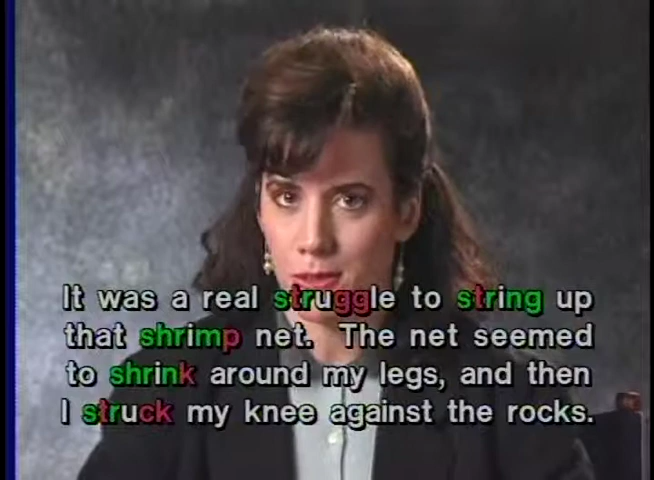 It was a real struggle to string up
that shrimp net. The net seemed
to shrink around my legs, and then
I struck my knee against the rocks.